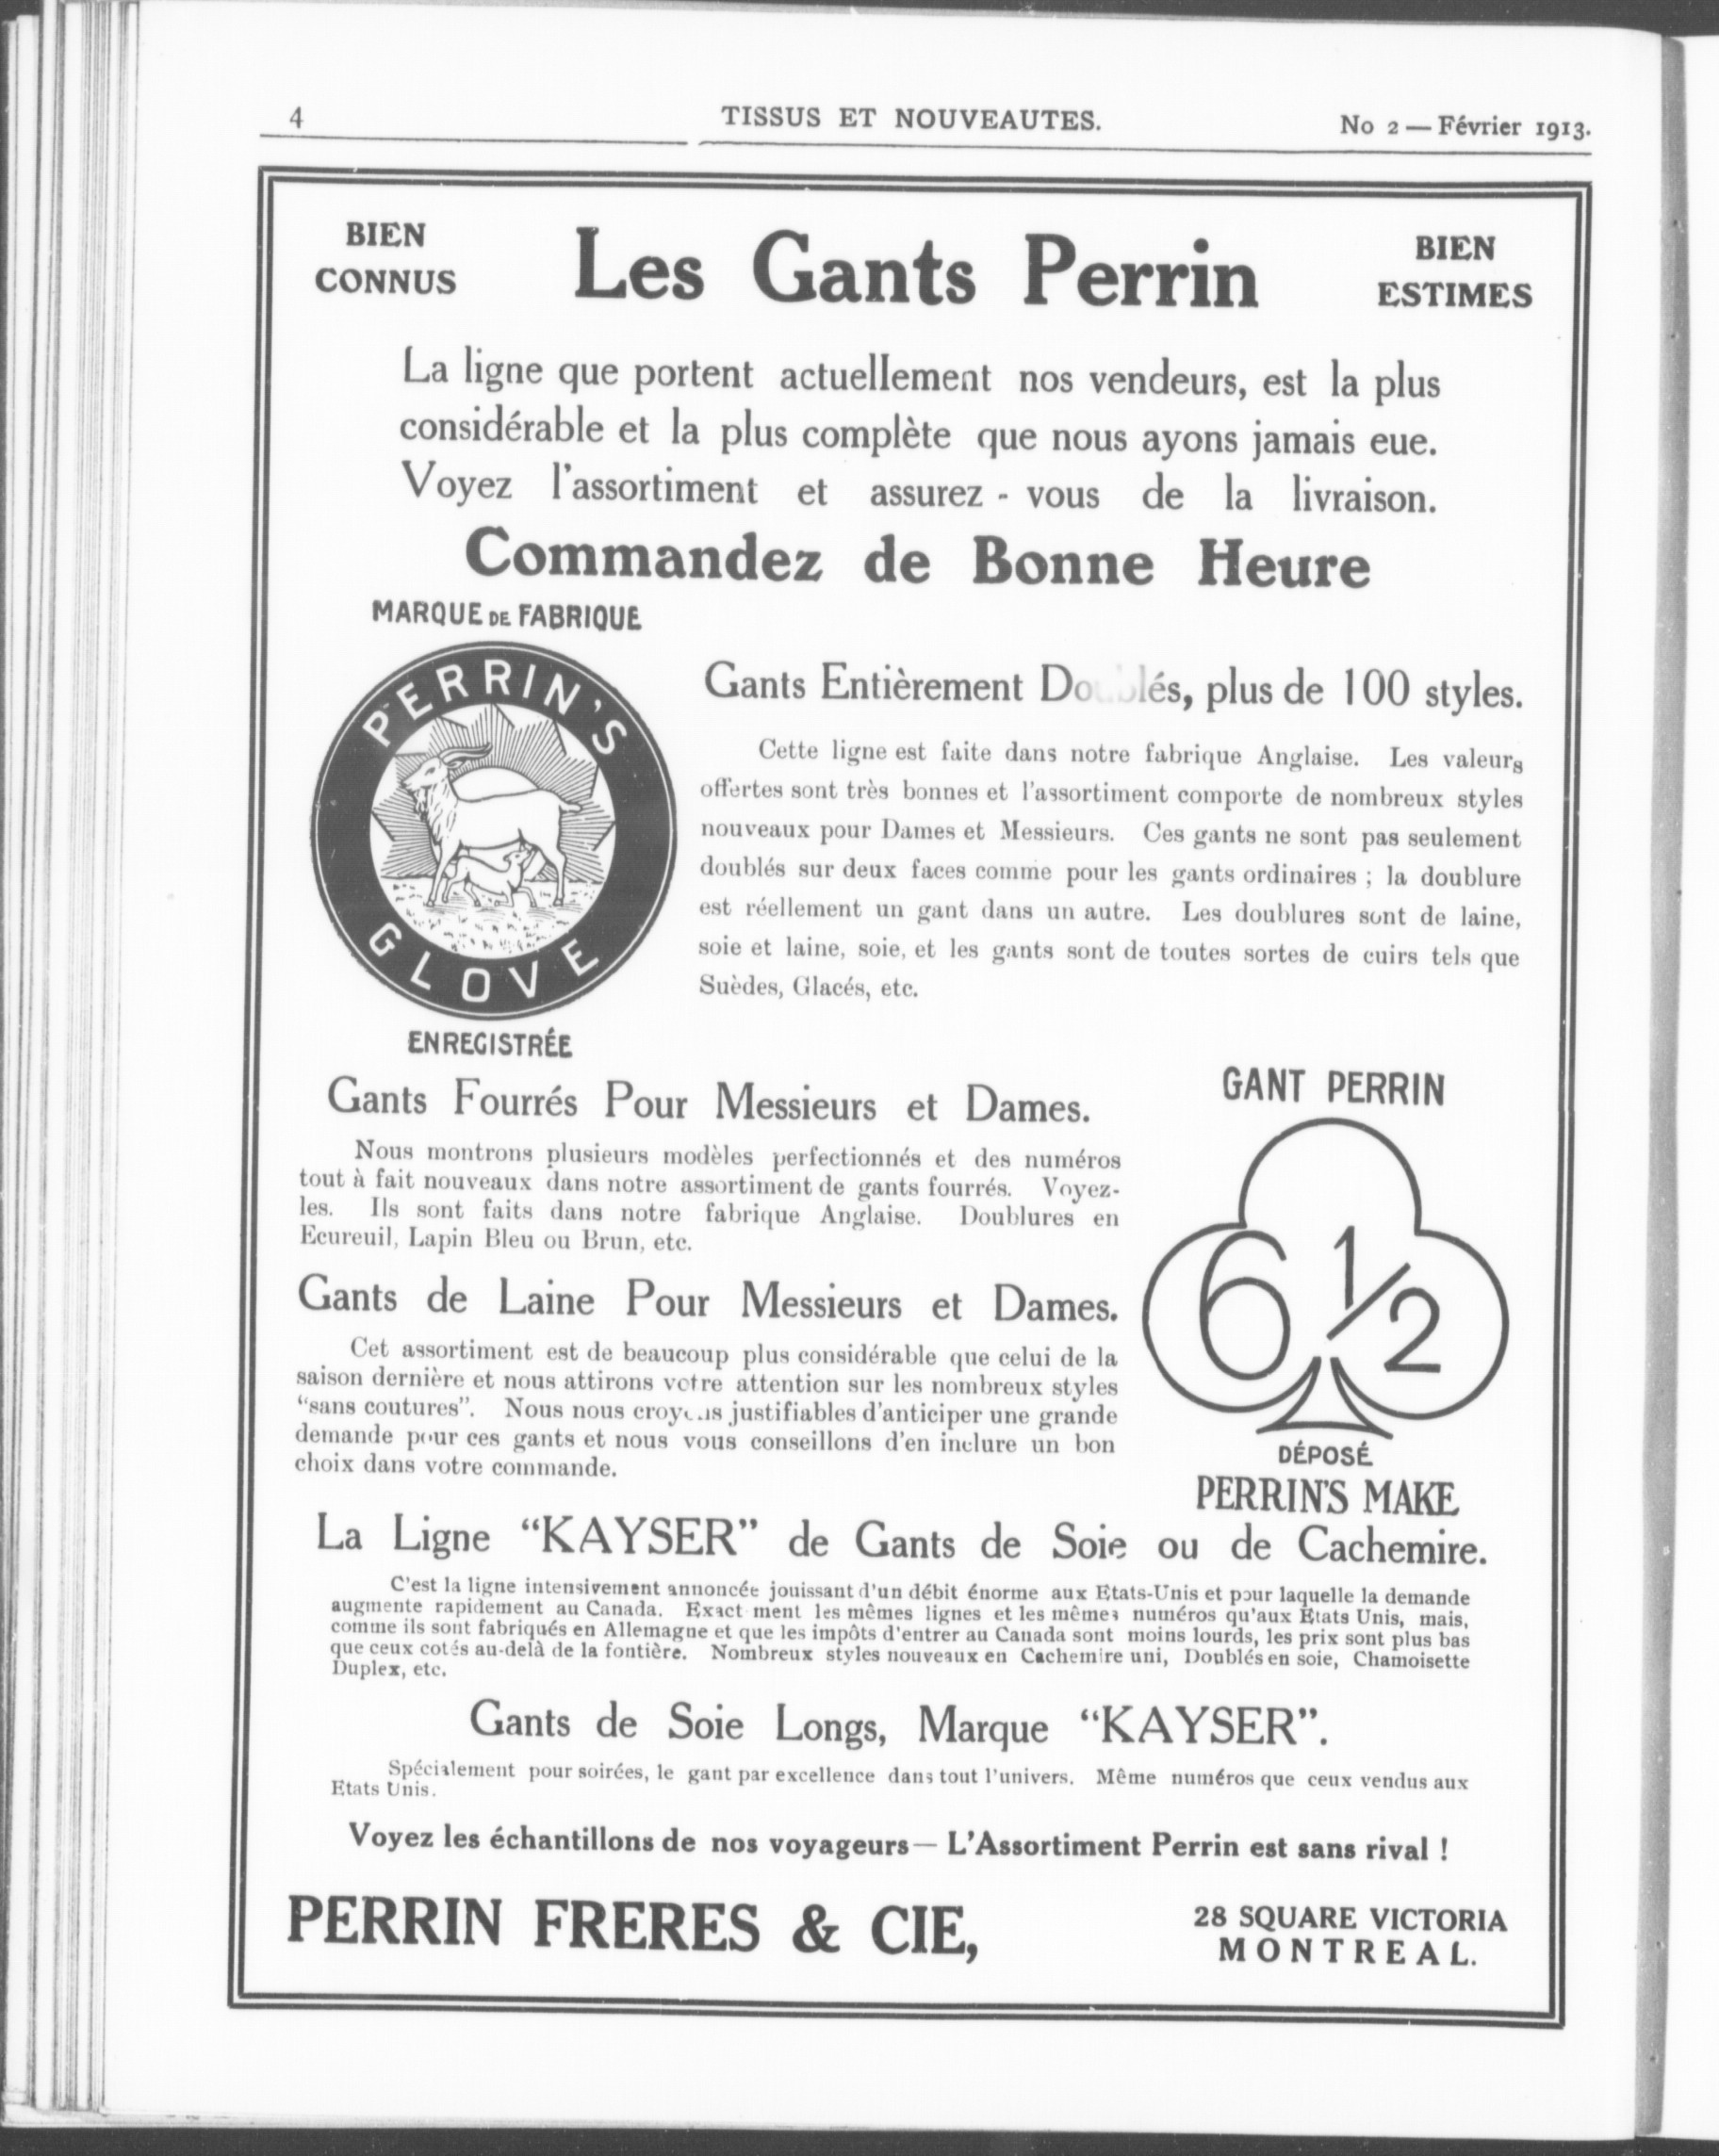 4
TISSUS ET NOUVEAUTES.
No 2 — Février 1913.
BIEN
CONNUS
Les Gants Perrin
BIEN
ESTIMES
La ligne que portent actuellement nos vendeurs, est la plus
considérable et la plus complète que nous ayons jamais eue.
Voyez l'assortiment et assurez - vous de la livraison.
Commandez de Bonne Heure
MARQUE DE FABRIQUE
PERRIN'S
GLOVE
ENREGISTRÉE
Gants Entièrement Doublés, plus de 100 styles.
Cette ligne est faite dans notre fabrique Anglaise. Les valeurs
offertes sont très bonnes et l'assortiment comporte de nombreux styles
nouveaux pour Dames et Messieurs. Ces gants ne sont pas seulement
doublés sur deux faces comme pour les gants ordinaires ; la doublure
est réellement un gant dans un autre. Les doublures sont de laine,
soie et laine, soie, et les gants sont de toutes sortes de cuirs tels que
Suèdes, Glacés, etc.
Gants Fourrés Pour Messieurs et Dames.
Nous montrons plusieurs modèles perfectionnés et des numéros
tout à fait nouveaux dans notre assortiment de gants fourrés. Voyez-
les. Ils sont faits dans notre fabrique Anglaise. Doublures en
Ecureuil, Lapin Bleu ou Brun, etc.
Gants de Laine Pour Messieurs et Dames.
Cet assortiment est de beaucoup plus considérable que celui de la
saison dernière et nous attirons votre attention sur les nombreux styles
"sans coutures". Nous nous croyons justifiables d'anticiper une grande
demande pour ces gants et nous vous conseillons d'en inclure un bon
choix dans votre commande.
GANT PERRIN
6 1/2
DÉPOSÉ
PERRIN'S MAKE
La Ligne "KAYSER" de Gants de Soie ou de Cachemire.
C'est la ligne intensivement annoncée jouissant d'un débit énorme aux Etats-Unis et pour laquelle la demande
augmente rapidement au Canada. Exactement les mêmes lignes et les mêmes numéros qu'aux Etats Unis, mais,
comme ils sont fabriqués en Allemagne et que les impôts d'entrer au Canada sont moins lourds, les prix sont plus bas
que ceux cotés au-delà de la fontière. Nombreux styles nouveaux en Cachemire uni, Doublés en soie, Chamoisette
Duplex, etc.
Gants de Soie Longs, Marque "KAYSER".
Spécialement pour soirées, le gant par excellence dans tout l'univers. Même numéros que ceux vendus aux
Etats Unis.
Voyez les échantillons de nos voyageurs — L'Assortiment Perrin est sans rival !
PERRIN FRERES & CIE,
28 SQUARE VICTORIA
MONTREAL.